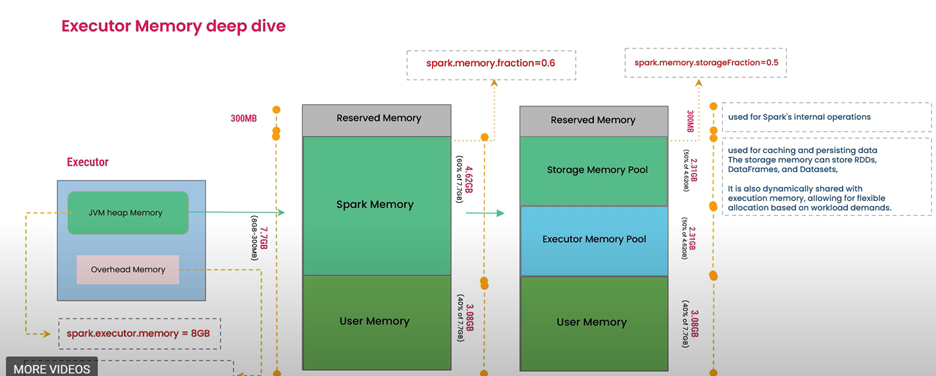 Executor Memory deep dive
spark.memory.fraction=0.6
spark.memory.storageFraction=0.5
300MB
Reserved Memory
Reserved Memory
300MB
used for Spark's internal operations
Executor
JVM heap Memory
Overhead Memory
spark.executor.memory = 8GB
7.7GB
(8GB-300MB)
Spark Memory
4.62GB
(60% of 7.7GB)
User Memory
3.08GB
(40% of 7.7GB)
Storage Memory Pool
2.31GB
(50% of 4.62GB)
Executor Memory Pool
2.31GB
(50% of 4.62GB)
User Memory
3.08GB
(40% of 7.7GB)
used for caching and persisting data
The storage memory can store RDDs,
DataFrames, and Datasets,
It is also dynamically shared with
execution memory, allowing for flexible
allocation based on workload demands.
MORE VIDEOS